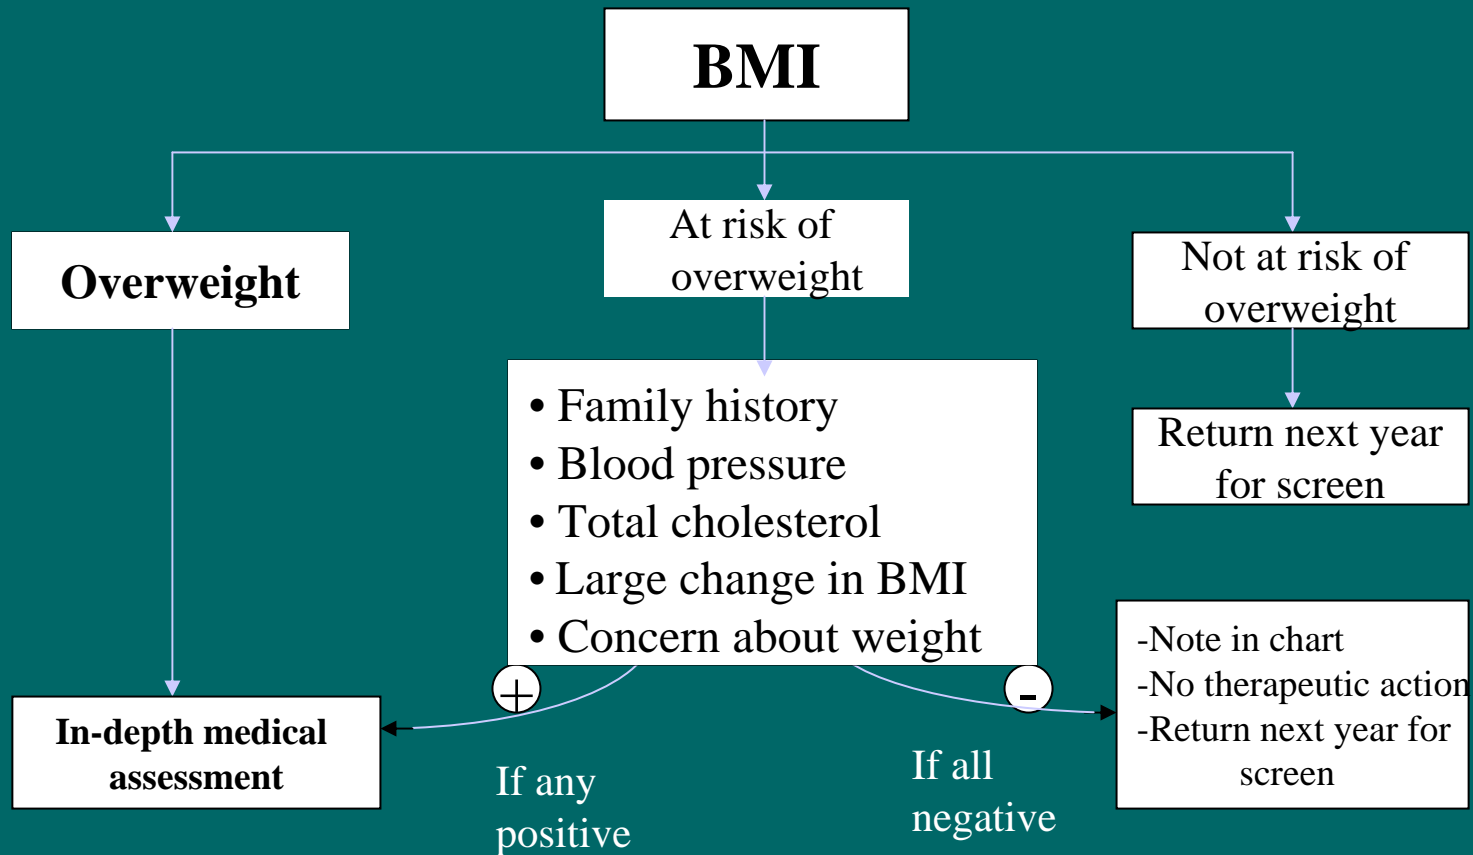 BMI
Overweight
At risk of
overweight
Not at risk of
overweight
• Family history
• Blood pressure
• Total cholesterol
• Large change in BMI
• Concern about weight
Return next year
for screen
+
-
In-depth medical
assessment
If any
positive
If all
negative
-Note in chart
-No therapeutic action
-Return next year for
screen